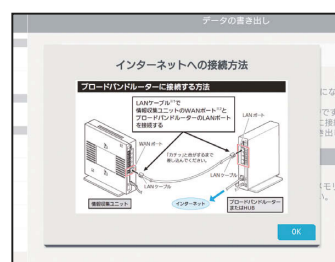 データの書き出し
インターネットへの接続方法
ブロードバンドルーターに接続する方法
LANケーブル※1で
情報収集ユニットのWANポート※2と
ブロードバンドルーターのLANポート
を接続する
LANポート
WANポート
「カチッ」と音がするまで
差し込んでください。
LANケーブル
LANケーブル
情報収集ユニット
インターネット
ブロードバンドルーター
またはHUB
OK